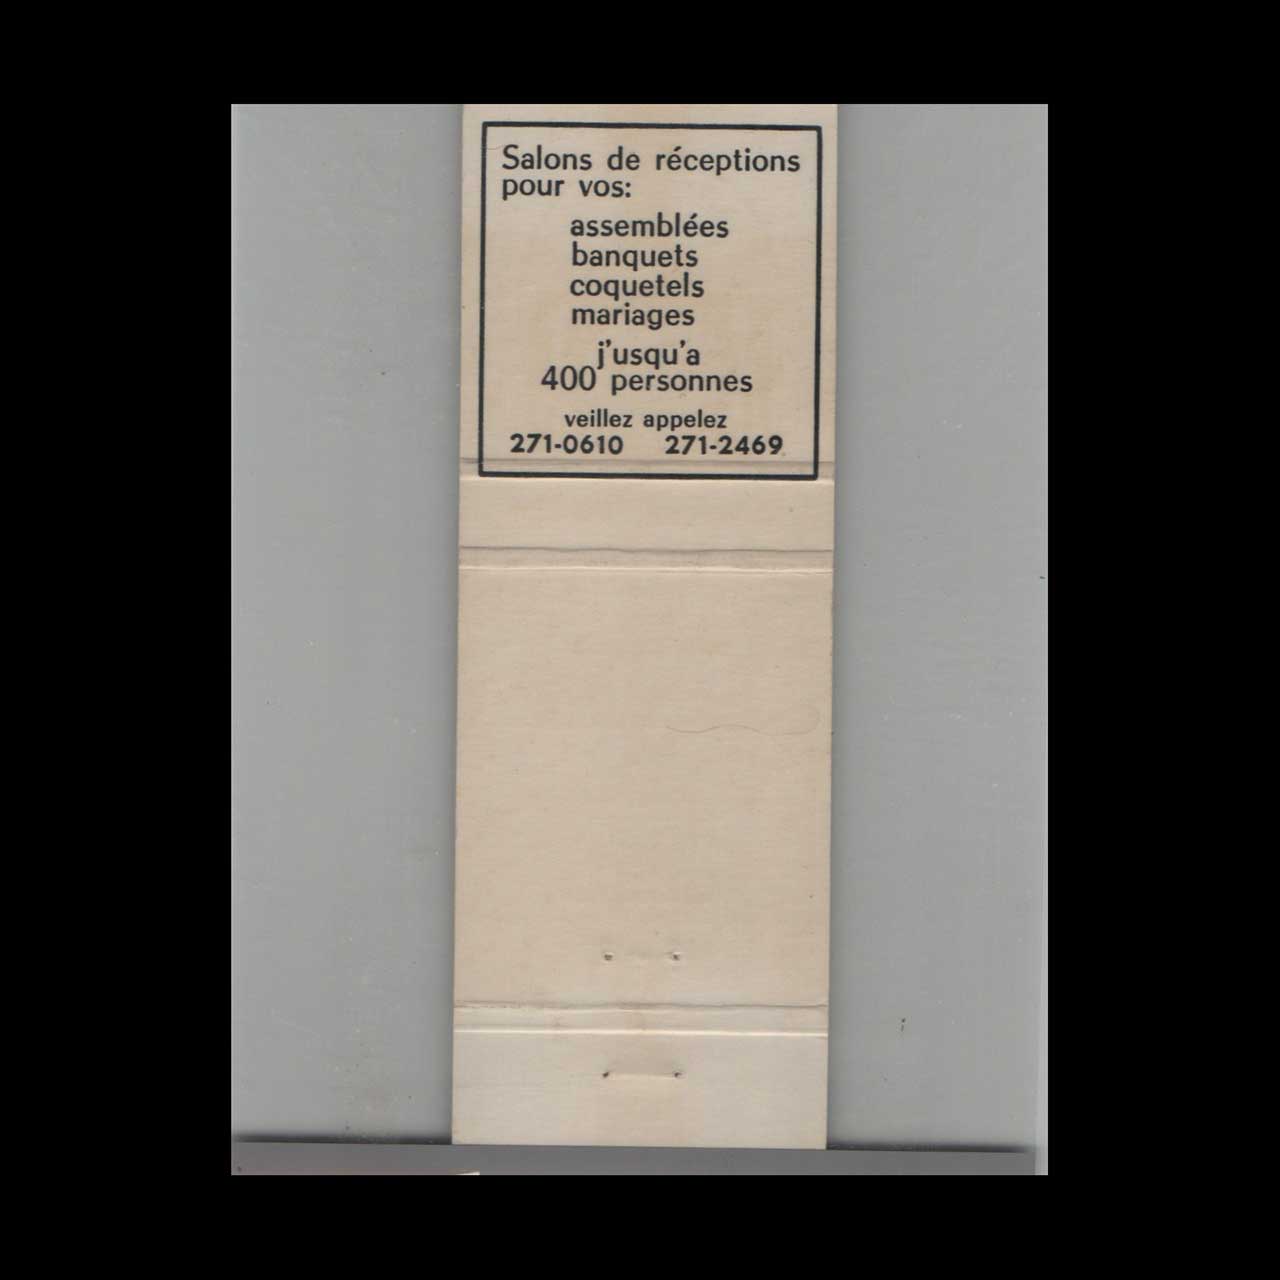 Salons de réceptions
pour vos:
assemblées
banquets
coquetels
mariages
j'usqu'a
400 personnes
veillez appelez
271-0610 271-2469